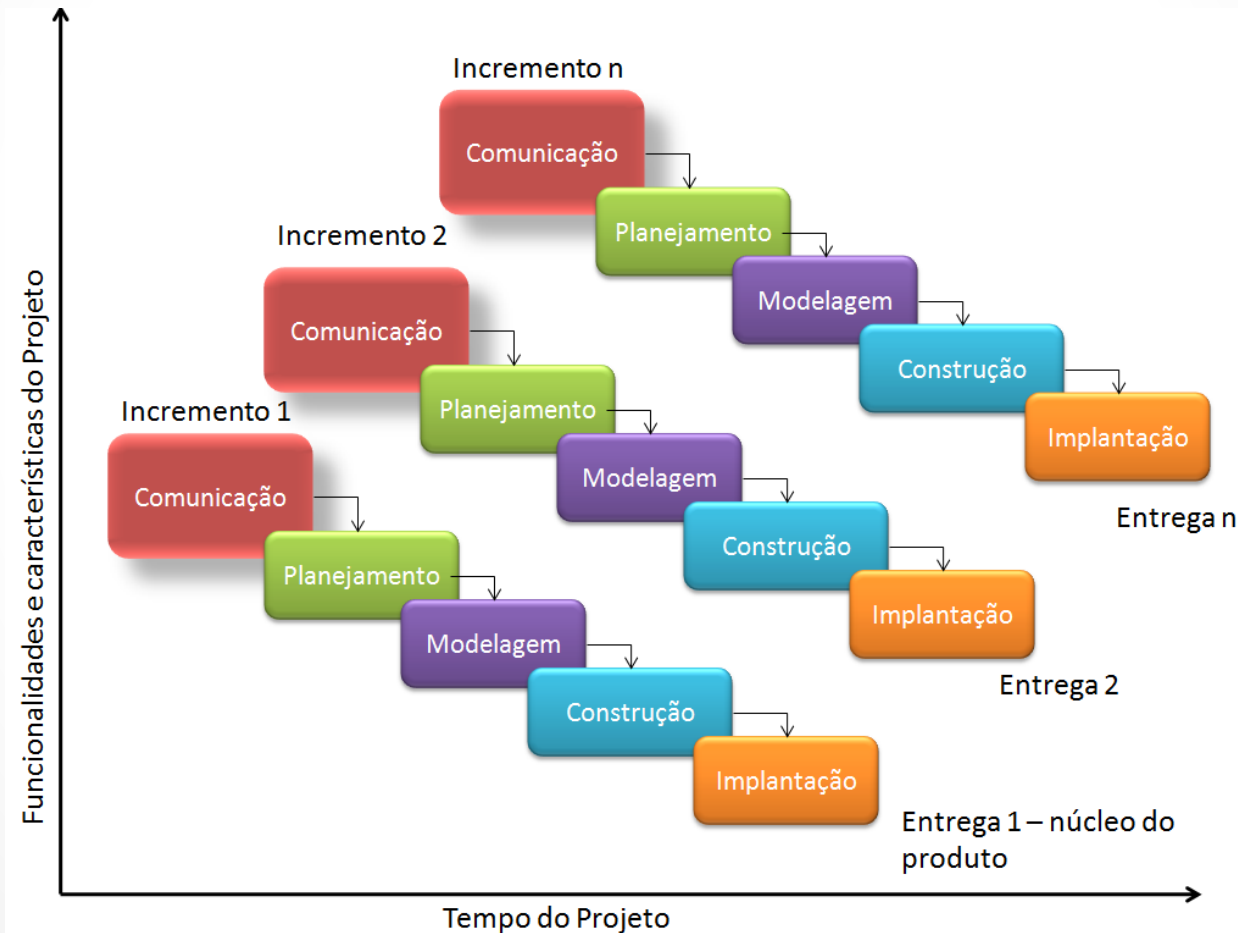 Funcionalidades e características do Projeto
Incremento n
Comunicação
Planejamento
Modelagem
Construção
Implantação
Entrega n
Incremento 2
Comunicação
Planejamento
Modelagem
Construção
Implantação
Entrega 2
Incremento 1
Comunicação
Planejamento
Modelagem
Construção
Implantação
Entrega 1 – núcleo do
produto
Tempo do Projeto